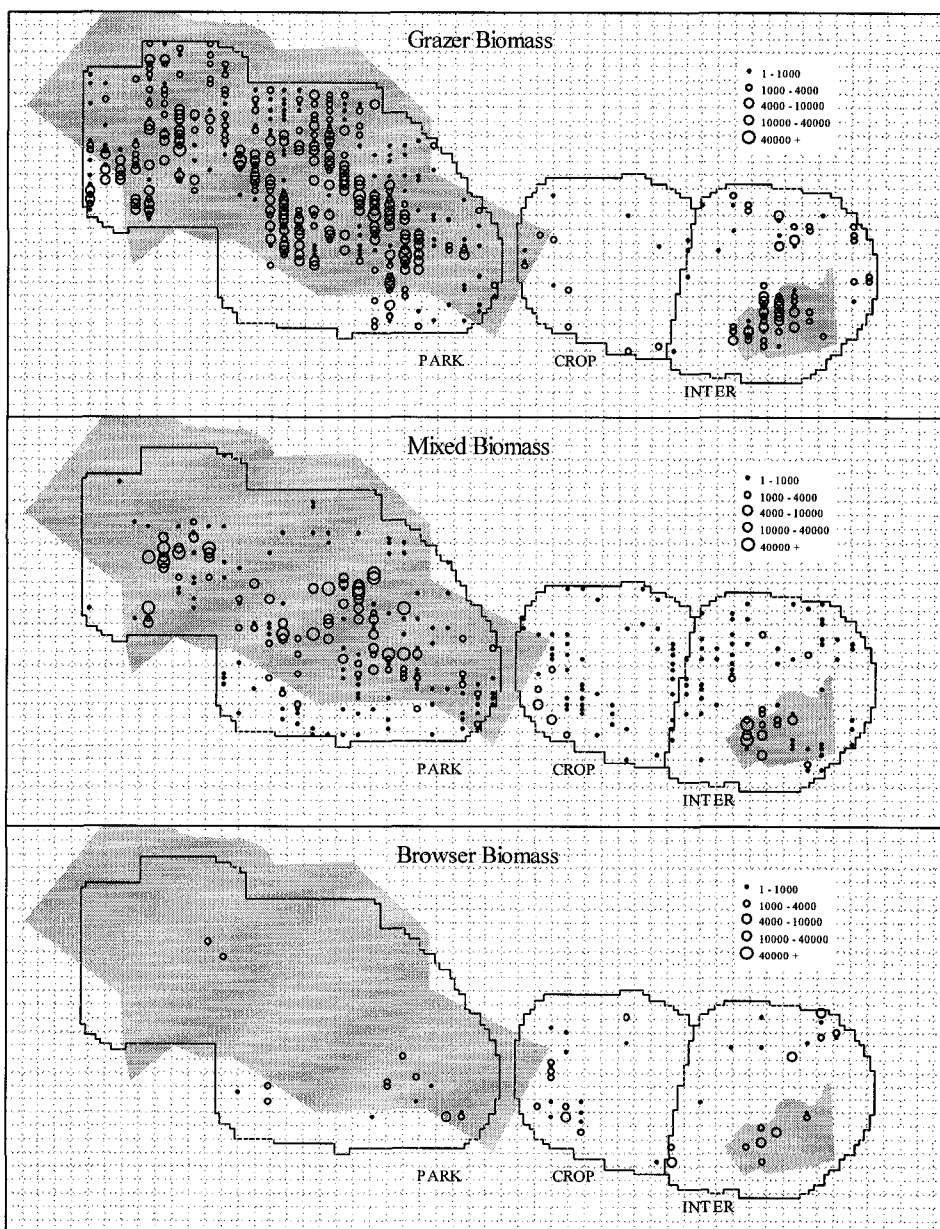 Grazer Biomass
1 - 1000
1000 - 4000
4000 - 10000
10000 - 40000
40000 +
PARK
CROP
INTER
Mixed Biomass
1 - 1000
1000 - 4000
4000 - 10000
10000 - 40000
40000 +
PARK
CROP
INTER
Browser Biomass
1 - 1000
1000 - 4000
4000 - 10000
10000 - 40000
40000 +
PARK
CROP
INTER